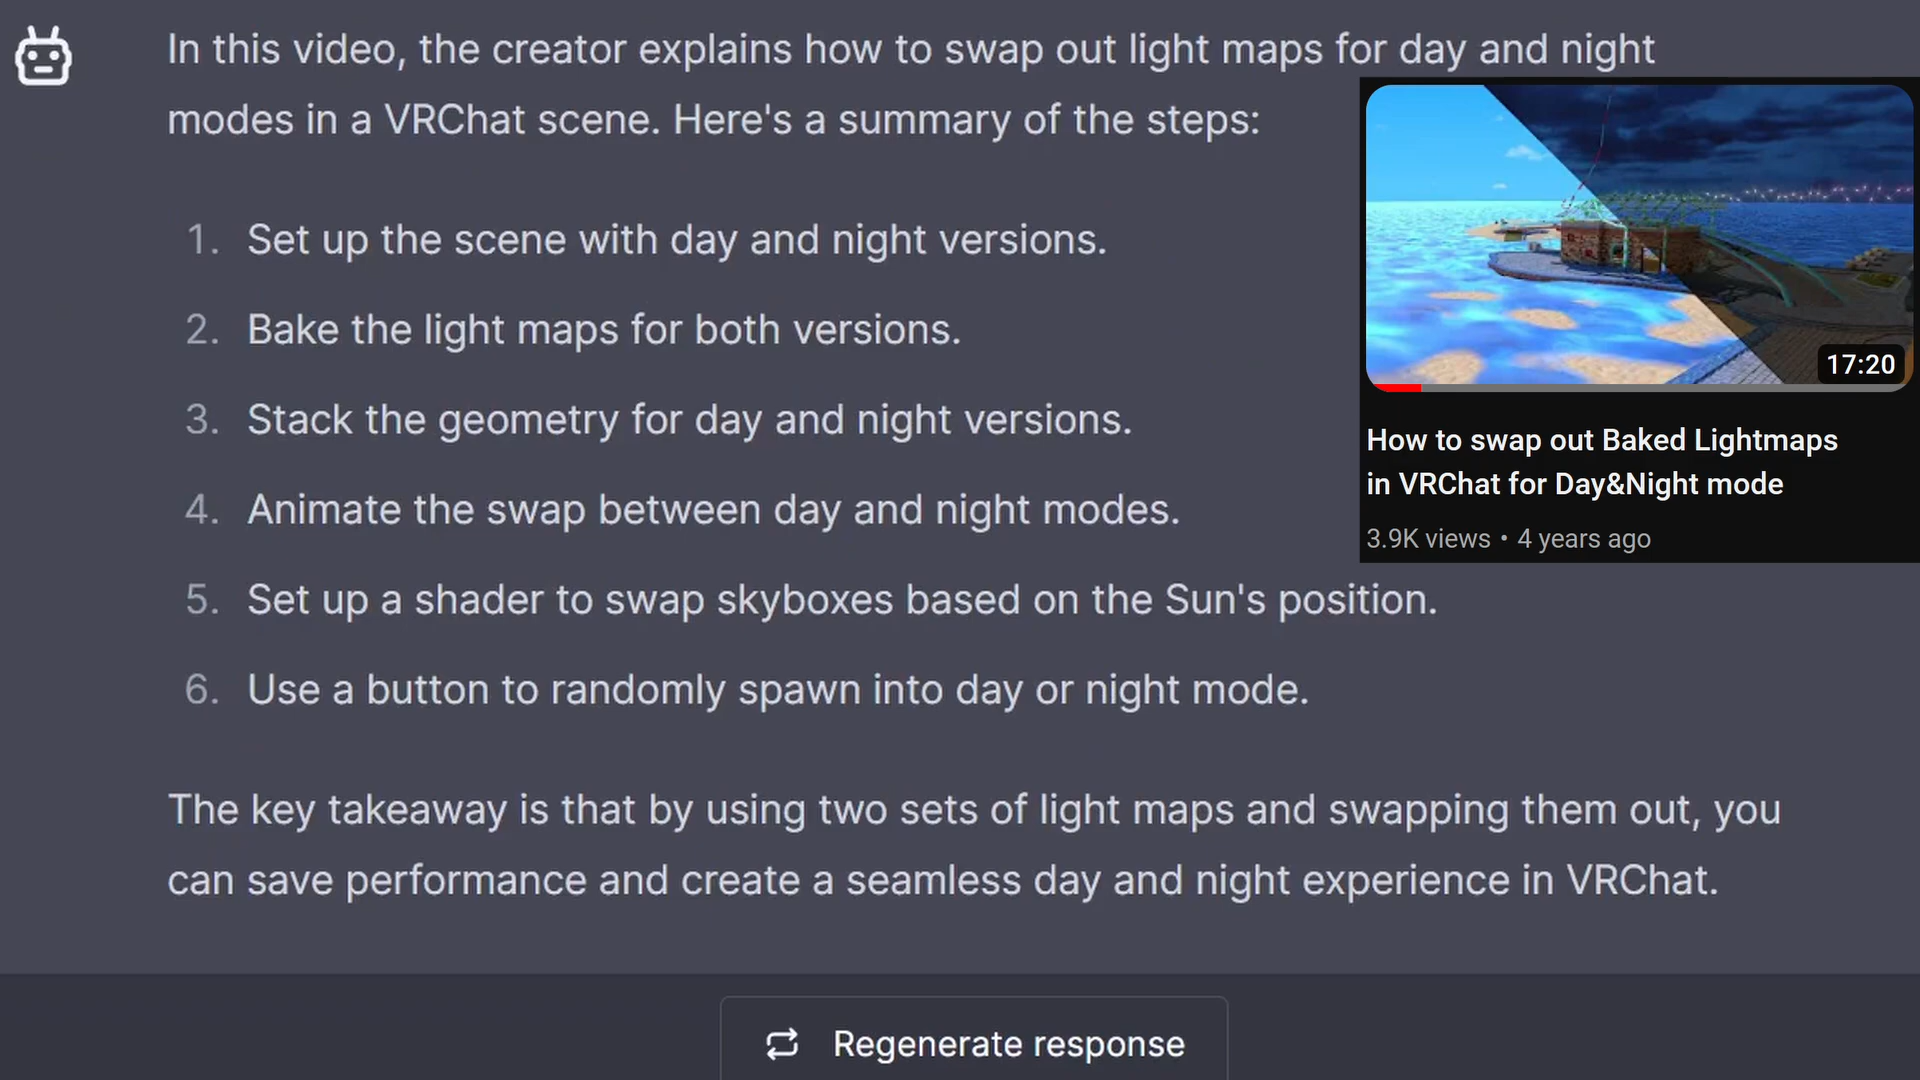 In this video, the creator explains how to swap out light maps for day and night
modes in a VRChat scene. Here's a summary of the steps:
1. Set up the scene with day and night versions.
2. Bake the light maps for both versions.
3. Stack the geometry for day and night versions.
4. Animate the swap between day and night modes.
5. Set up a shader to swap skyboxes based on the Sun's position.
6. Use a button to randomly spawn into day or night mode.
The key takeaway is that by using two sets of light maps and swapping them out, you
can save performance and create a seamless day and night experience in VRChat.
17:20
How to swap out Baked Lightmaps
in VRChat for Day&Night mode
3.9K views • 4 years ago
Regenerate response